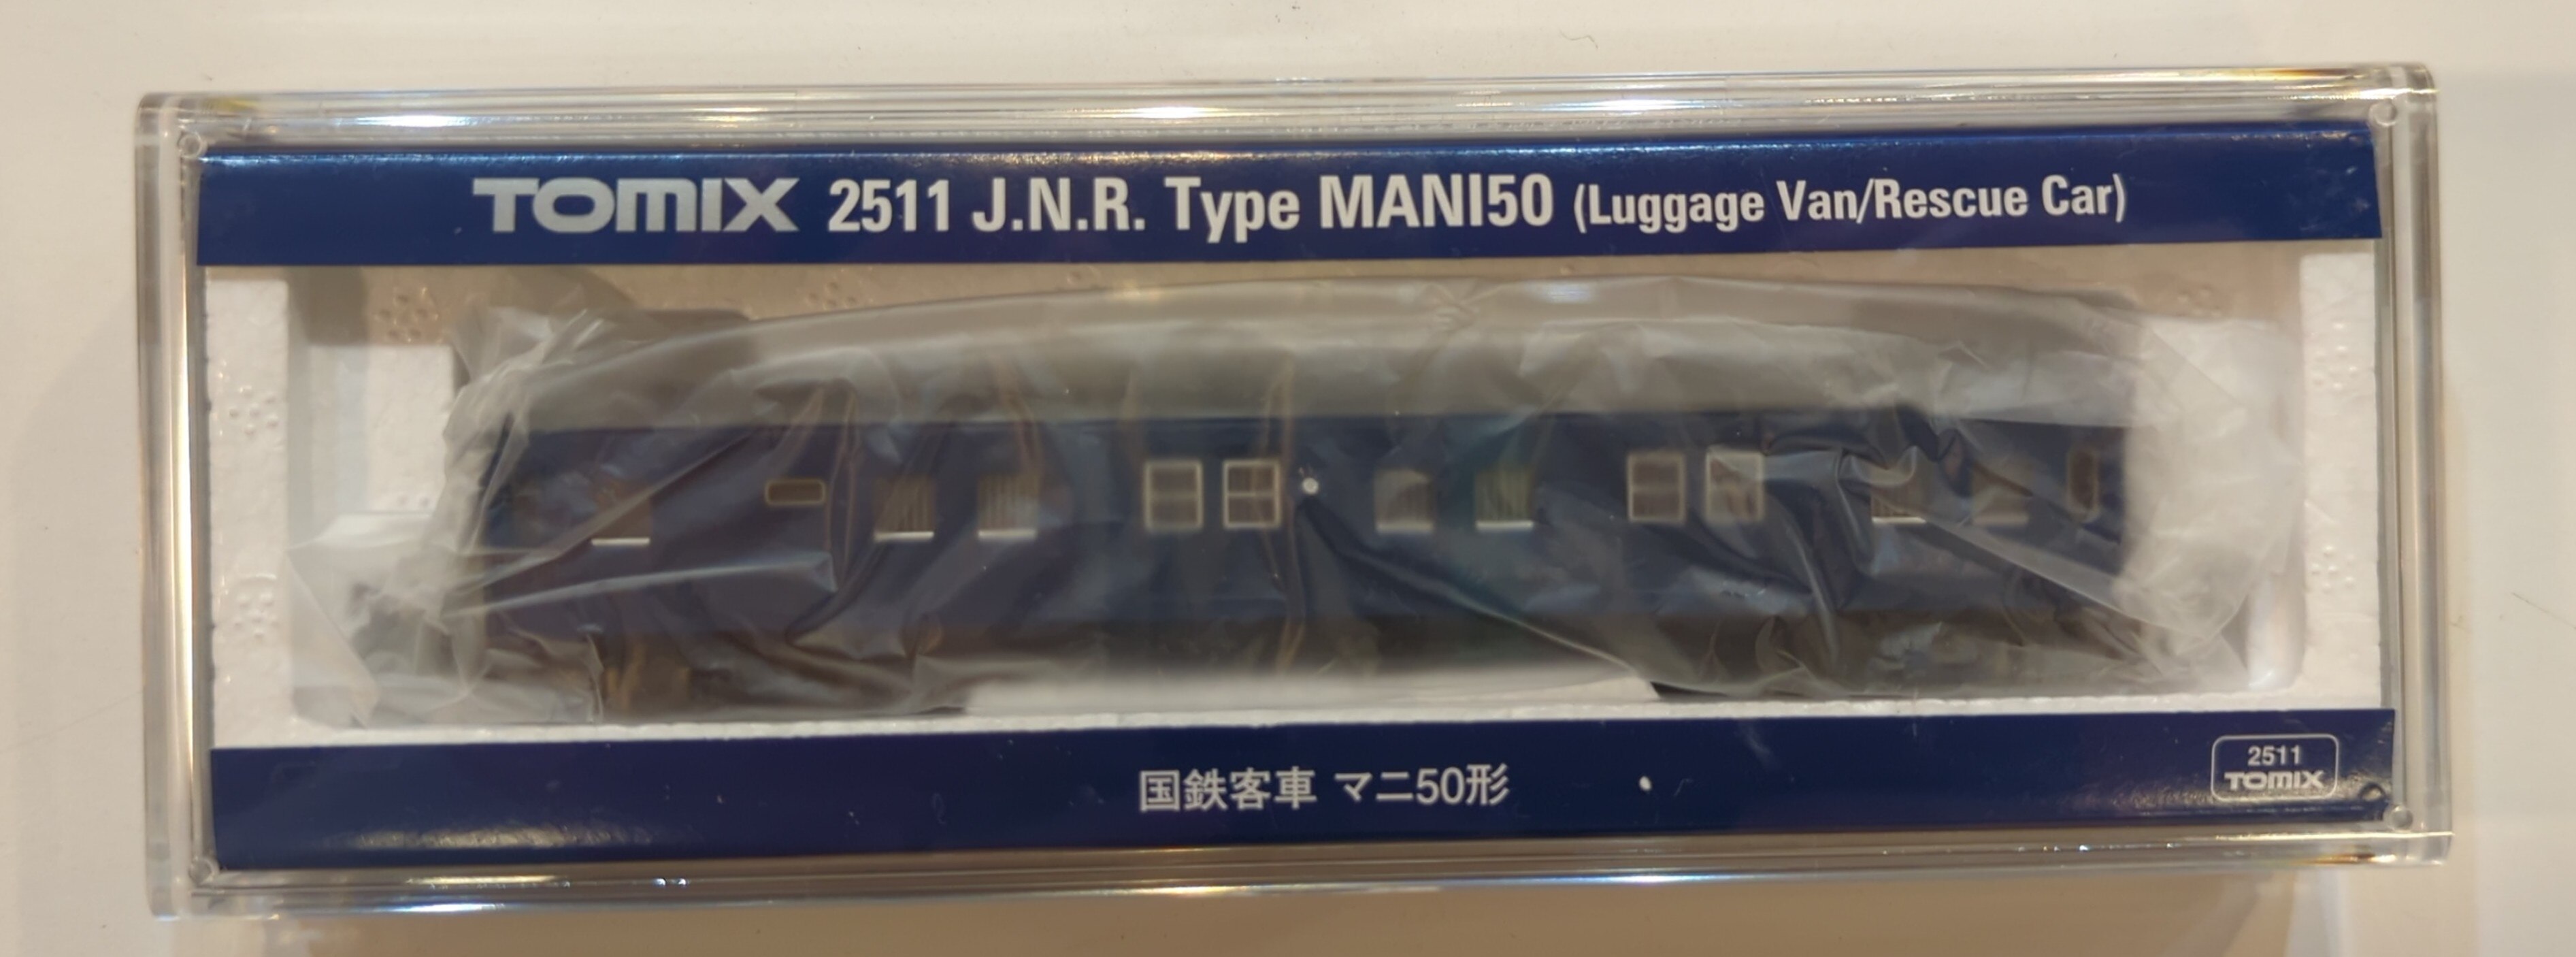 TOMIX 2511 J.N.R. Type MANI50 (Luggage Van/Rescue Car)
国鉄客車 マニ50形
2511
TOMIX